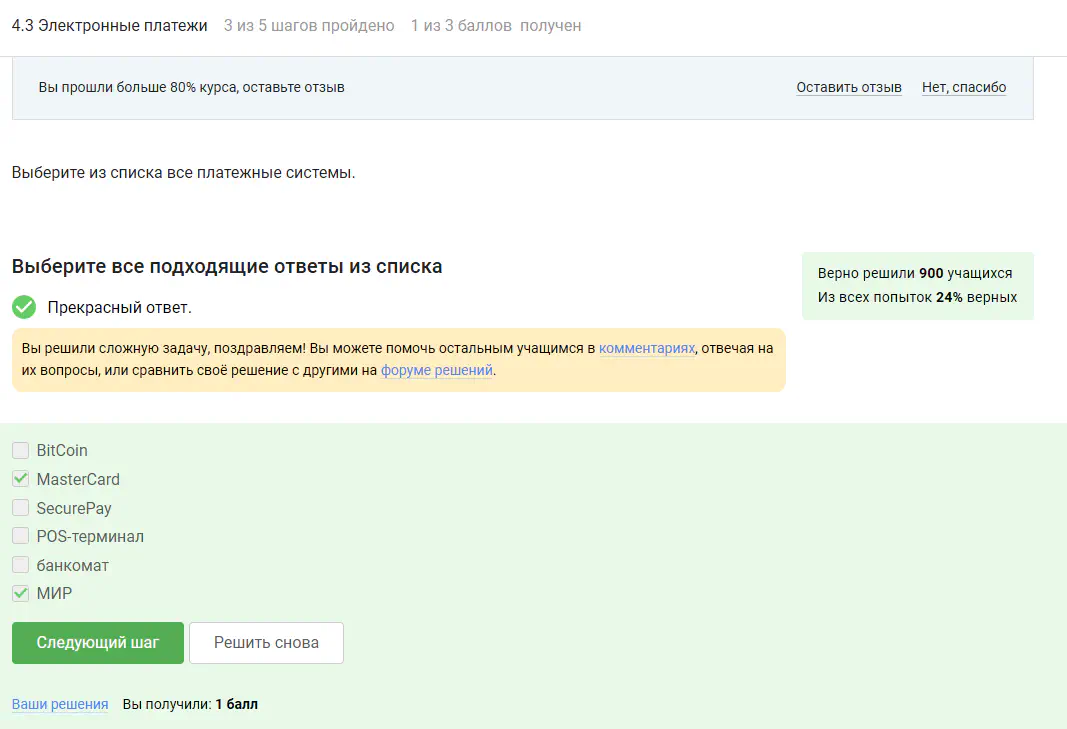 4.3 Электронные платежи 3 из 5 шагов пройдено 1 из 3 баллов получен
Вы прошли больше 80% курса, оставьте отзыв Оставить отзыв Нет, спасибо
Выберите из списка все платежные системы.
Выберите все подходящие ответы из списка
Верно решили 900 учащихся
Из всех попыток 24% верных
Прекрасный ответ.
Вы решили сложную задачу, поздравляем! Вы можете помочь остальным учащимся в комментариях, отвечая на
их вопросы, или сравнить своё решение с другими на форуме решений.
BitCoin
MasterCard
SecurePay
POS-терминал
банкомат
МИР
Следующий шаг Решить снова
Ваши решения Вы получили: 1 балл